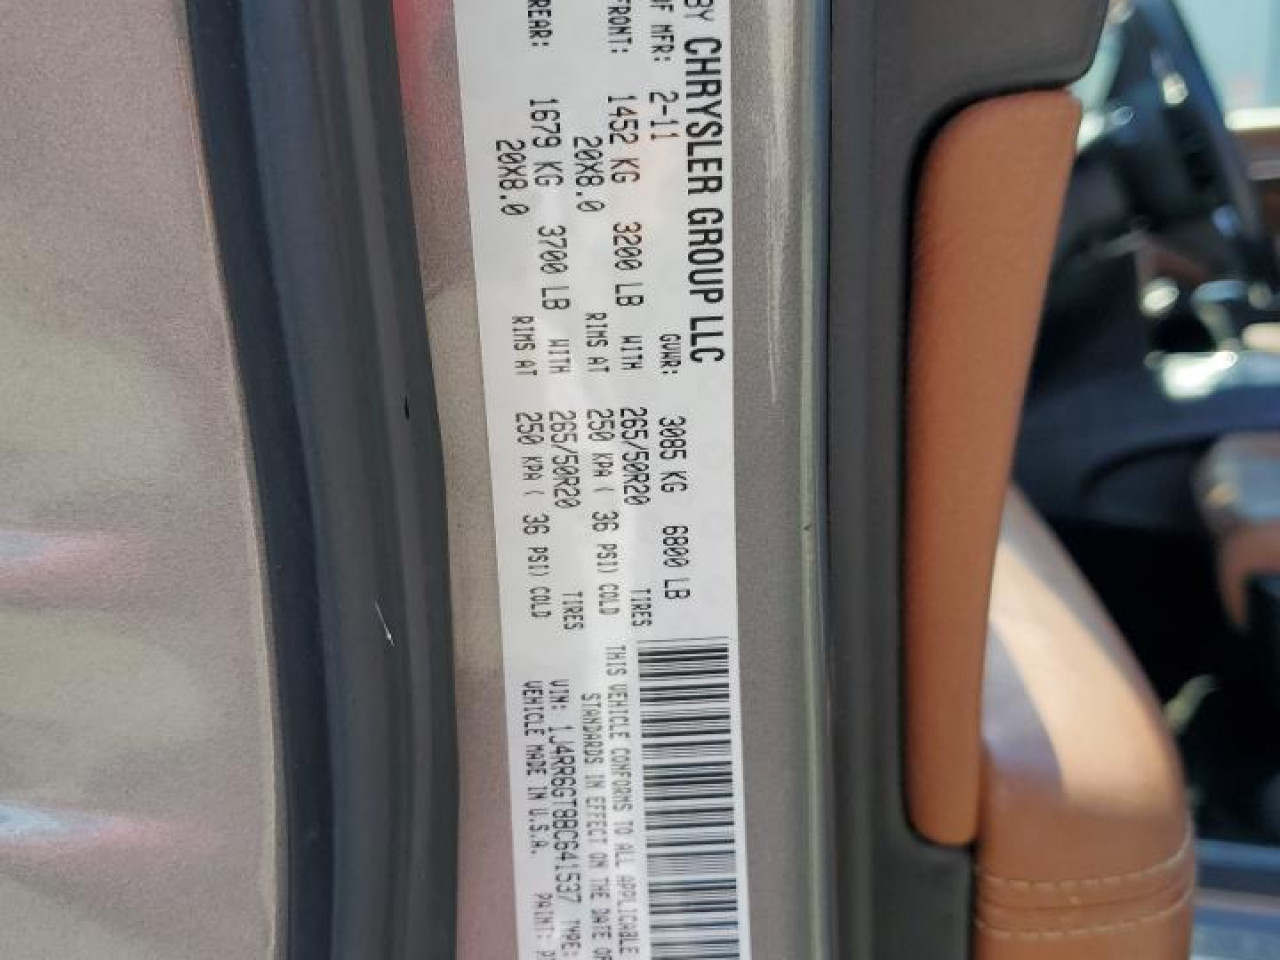 BY CHRYSLER GROUP LLC
OF MFR: 2-11 GVWR: 3085 KG 6800 LB
FRONT: 1452 KG 3200 LB WITH 265/50R20 TIRES
20X8.0 RIMS AT 250 KPA ( 36 PSI) COLD
REAR: 1679 KG 3700 LB WITH 265/50R20 TIRES
20X8.0 RIMS AT 250 KPA ( 36 PSI) COLD
THIS VEHICLE CONFORMS TO ALL APPLICABLE
STANDARDS IN EFFECT ON THE DATE OF
VIN: 1J4RR6GT8BC641537 TYPE:
VEHICLE MADE IN U.S.A. PAINT: